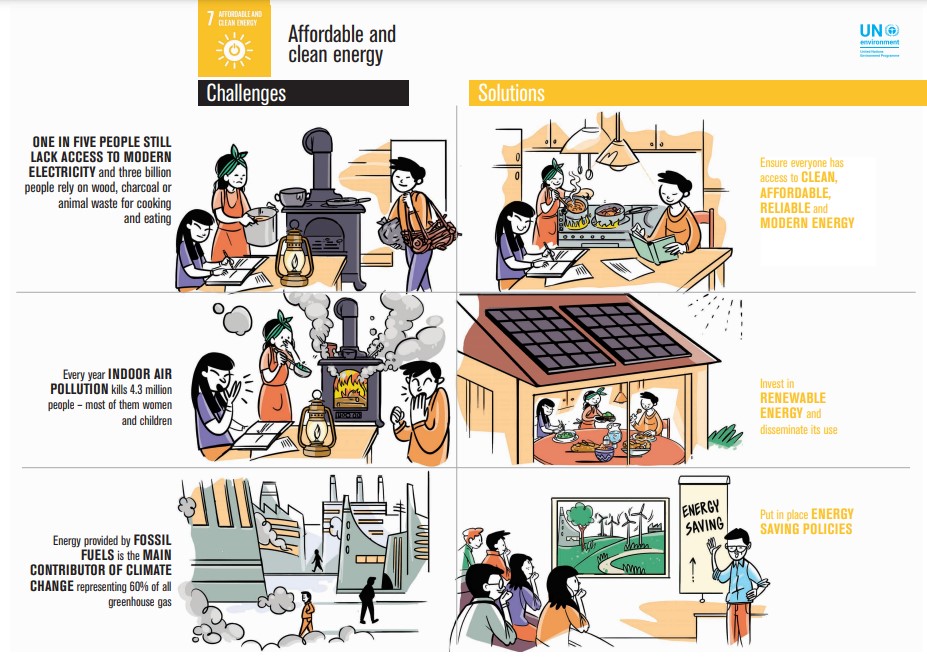 7 AFFORDABLE AND
CLEAN ENERGY
Affordable and
clean energy
UN
environment
United Nations
Environment Programme
Challenges
Solutions
ONE IN FIVE PEOPLE STILL
LACK ACCESS TO MODERN
ELECTRICITY and three billion
people rely on wood, charcoal or
animal waste for cooking
and eating
Ensure everyone has
access to CLEAN,
AFFORDABLE,
RELIABLE and
MODERN ENERGY
Every year INDOOR AIR
POLLUTION kills 4.3 million
people – most of them women
and children
Invest in
RENEWABLE
ENERGY and
disseminate its use
Energy provided by FOSSIL
FUELS is the MAIN
CONTRIBUTOR OF CLIMATE
CHANGE representing 60% of all
greenhouse gas
ENERGY
SAVING
Put in place ENERGY
SAVING POLICIES